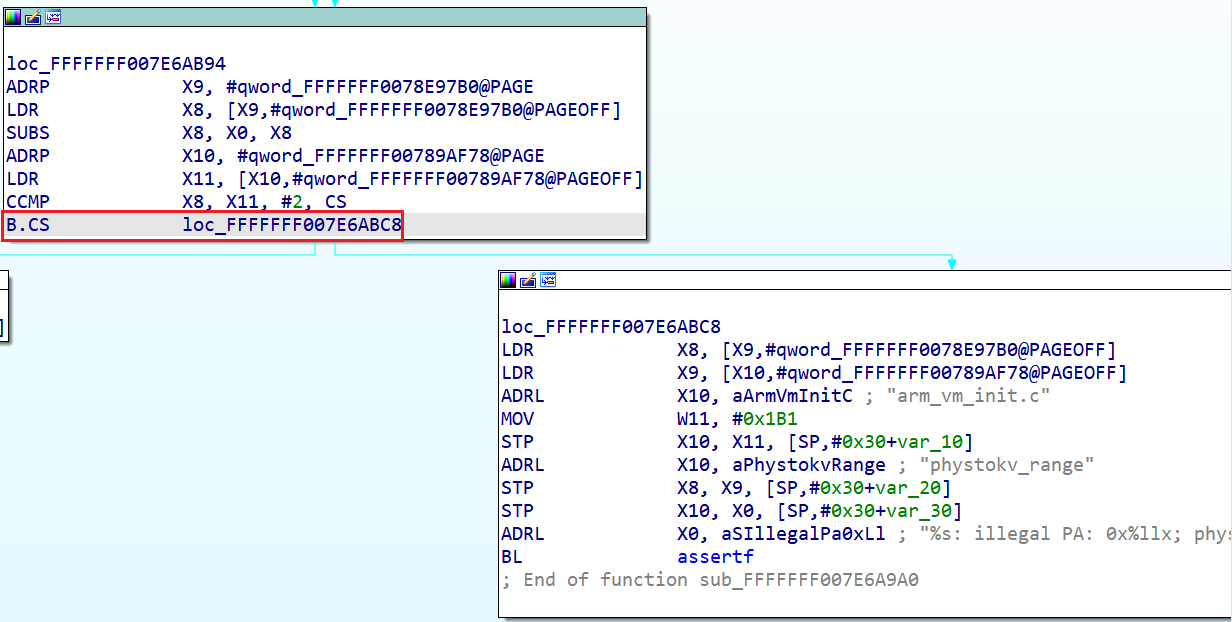 loc_FFFFFFF007E6AB94
ADRP X9, #qword_FFFFFFF0078E97B0@PAGE
LDR X8, [X9,#qword_FFFFFFF0078E97B0@PAGEOFF]
SUBS X8, X0, X8
ADRP X10, #qword_FFFFFFF00789AF78@PAGE
LDR X11, [X10,#qword_FFFFFFF00789AF78@PAGEOFF]
CCMP X8, X11, #2, CS
B.CS loc_FFFFFFF007E6ABC8
]
loc_FFFFFFF007E6ABC8
LDR X8, [X9,#qword_FFFFFFF0078E97B0@PAGEOFF]
LDR X9, [X10,#qword_FFFFFFF00789AF78@PAGEOFF]
ADRL X10, aArmVmInitC ; "arm_vm_init.c"
MOV W11, #0x1B1
STP X10, X11, [SP,#0x30+var_10]
ADRL X10, aPhystokvRange ; "phystokv_range"
STP X8, X9, [SP,#0x30+var_20]
STP X10, X0, [SP,#0x30+var_30]
ADRL X0, aSIllegalPa0xLl ; "%s: illegal PA: 0x%llx; phys
BL assertf
; End of function sub_FFFFFFF007E6A9A0